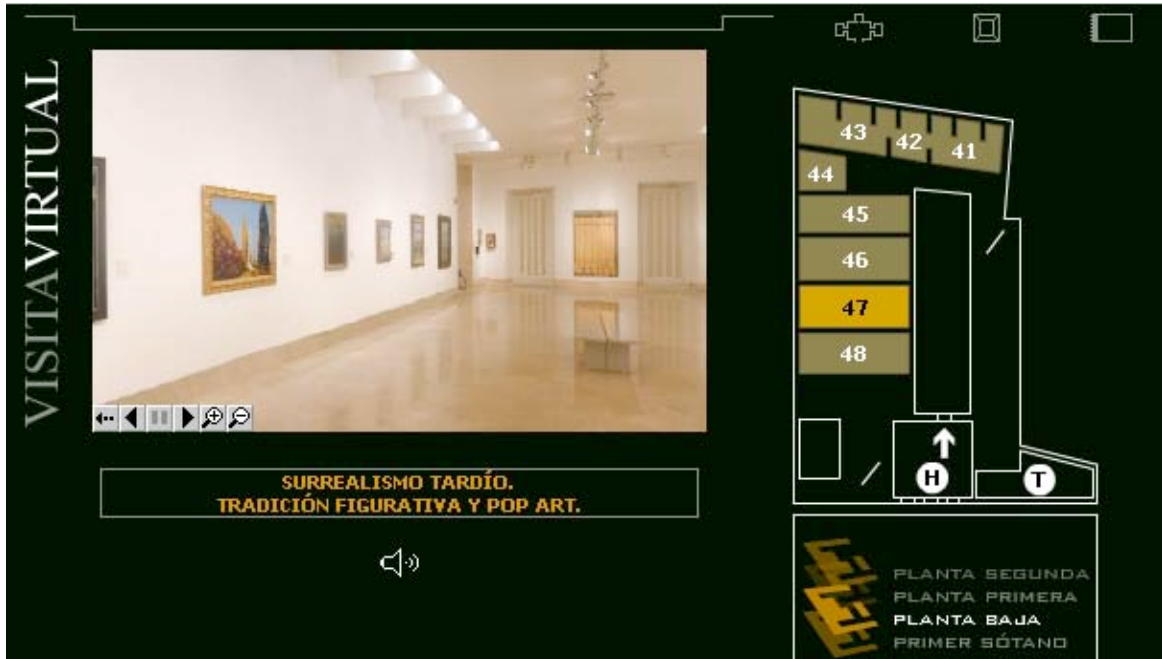 VISITAVIRTUAL
SURREALISMO TARDÍO.
TRADICIÓN FIGURATIVA Y POP ART.
43
42
41
44
45
46
47
48
H
T
PLANTA SEGUNDA
PLANTA PRIMERA
PLANTA BAJA
PRIMER SÓTANO